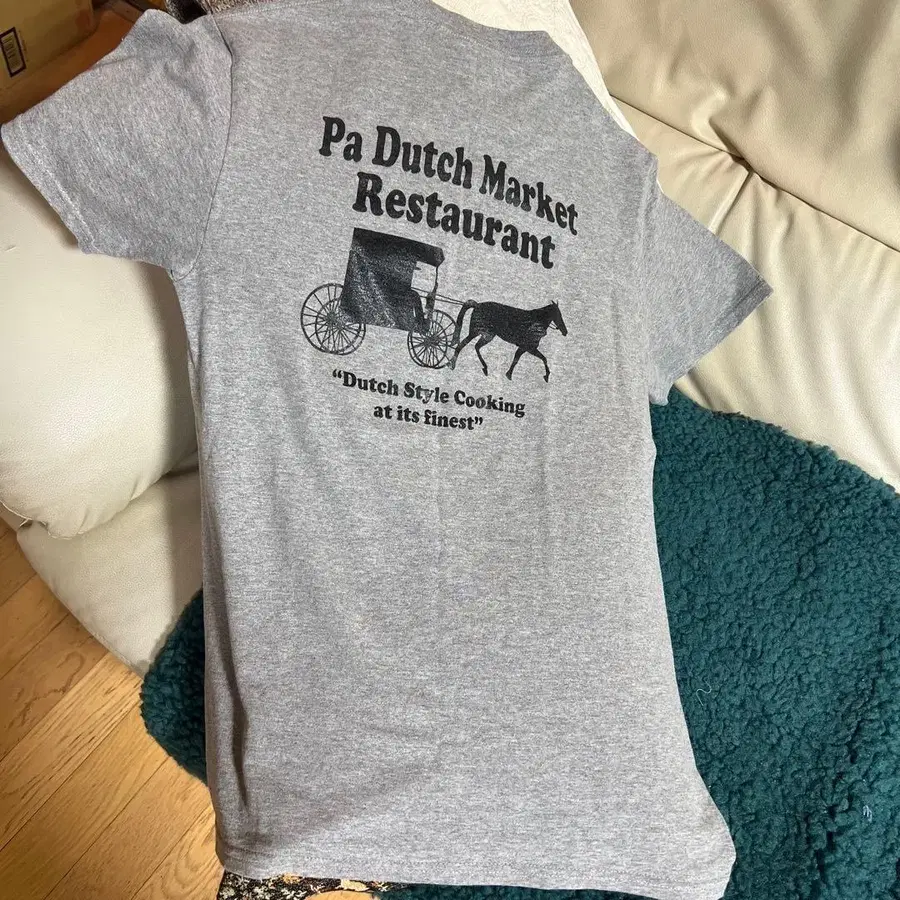 Pa Dutch Market
Restaurant
“Dutch Style Cooking
at its finest”